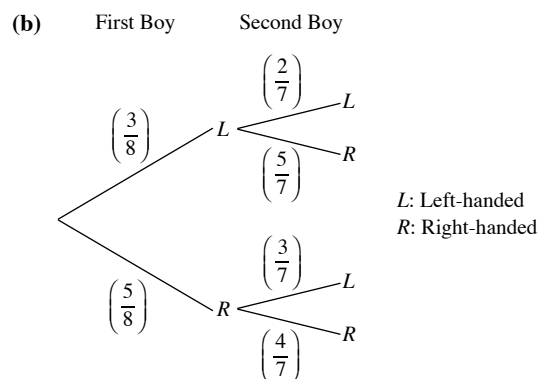 (b) First Boy Second Boy
(2/7)
L
(3/8)
L
(5/7)
R
L: Left-handed
R: Right-handed
(3/7)
L
(5/8)
R
(4/7)
R